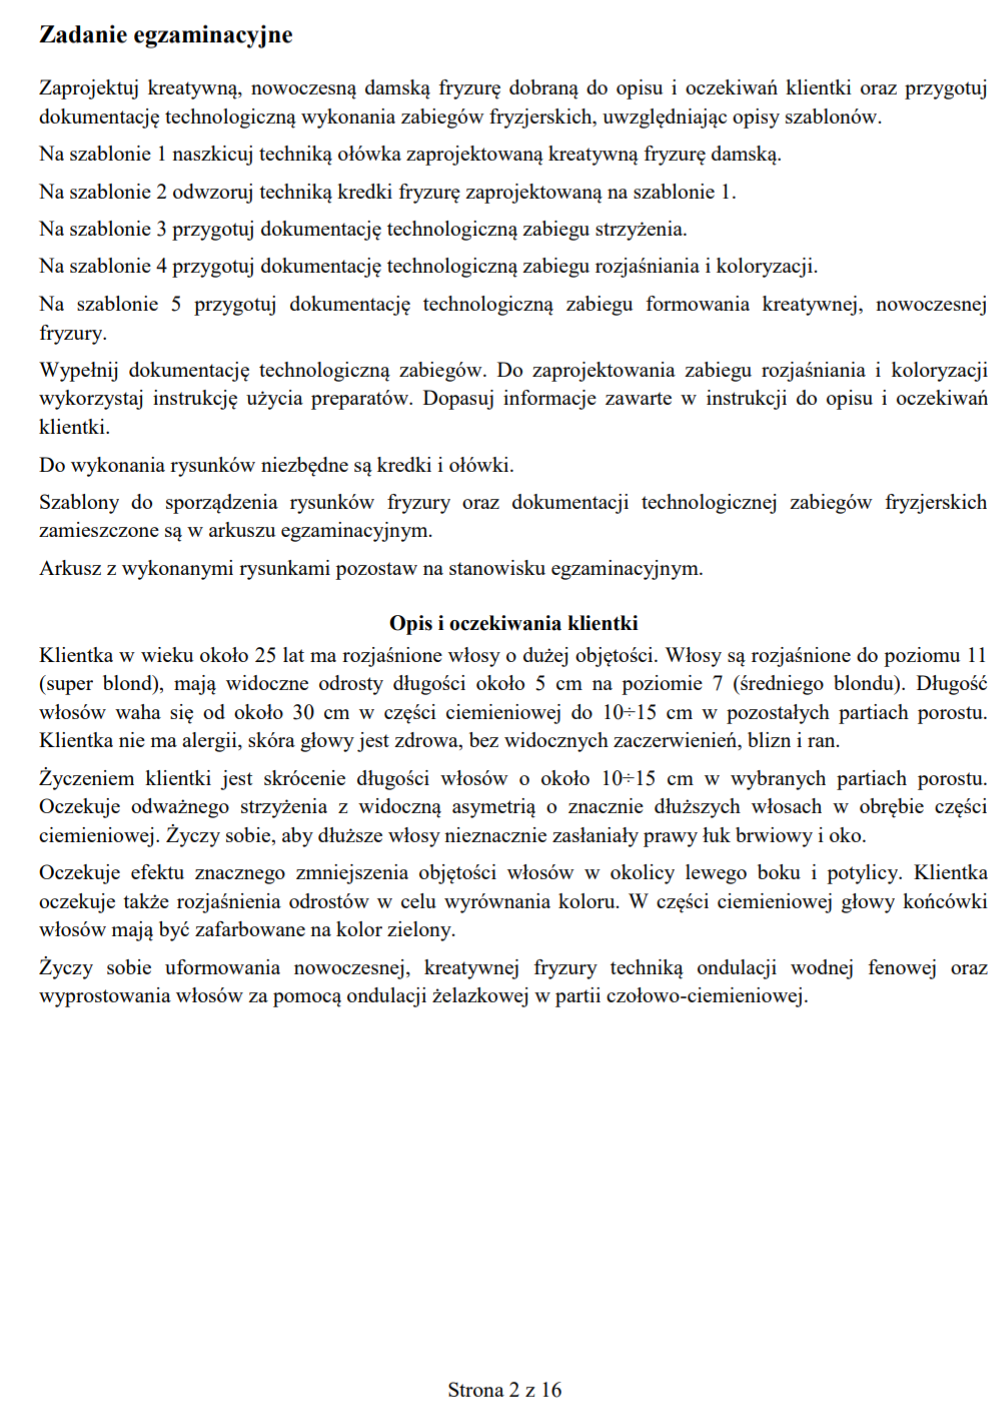 Zadanie egzaminacyjne
Zaprojektuj kreatywną, nowoczesną damską fryzurę dobraną do opisu i oczekiwań klientki oraz przygotuj
dokumentację technologiczną wykonania zabiegów fryzjerskich, uwzględniając opisy szablonów.
Na szablonie 1 naszkicuj techniką ołówka zaprojektowaną kreatywną fryzurę damską.
Na szablonie 2 odwzoruj techniką kredki fryzurę zaprojektowaną na szablonie 1.
Na szablonie 3 przygotuj dokumentację technologiczną zabiegu strzyżenia.
Na szablonie 4 przygotuj dokumentację technologiczną zabiegu rozjaśniania i koloryzacji.
Na szablonie 5 przygotuj dokumentację technologiczną zabiegu formowania kreatywnej, nowoczesnej
fryzury.
Wypełnij dokumentację technologiczną zabiegów. Do zaprojektowania zabiegu rozjaśniania i koloryzacji
wykorzystaj instrukcję użycia preparatów. Dopasuj informacje zawarte w instrukcji do opisu i oczekiwań
klientki.
Do wykonania rysunków niezbędne są kredki i ołówki.
Szablony do sporządzenia rysunków fryzury oraz dokumentacji technologicznej zabiegów fryzjerskich
zamieszczone są w arkuszu egzaminacyjnym.
Arkusz z wykonanymi rysunkami pozostaw na stanowisku egzaminacyjnym.
Opis i oczekiwania klientki
Klientka w wieku około 25 lat ma rozjaśnione włosy o dużej objętości. Włosy są rozjaśnione do poziomu 11
(super blond), mają widoczne odrosty długości około 5 cm na poziomie 7 (średniego blondu). Długość
włosów waha się od około 30 cm w części ciemieniowej do 10÷15 cm w pozostałych partiach porostu.
Klientka nie ma alergii, skóra głowy jest zdrowa, bez widocznych zaczerwienień, blizn i ran.
Życzeniem klientki jest skrócenie długości włosów o około 10÷15 cm w wybranych partiach porostu.
Oczekuje odważnego strzyżenia z widoczną asymetrią o znacznie dłuższych włosach w obrębie części
ciemieniowej. Życzy sobie, aby dłuższe włosy nieznacznie zasłaniały prawy łuk brwiowy i oko.
Oczekuje efektu znacznego zmniejszenia objętości włosów w okolicy lewego boku i potylicy. Klientka
oczekuje także rozjaśnienia odrostów w celu wyrównania koloru. W części ciemieniowej głowy końcówki
włosów mają być zafarbowane na kolor zielony.
Życzy sobie uformowania nowoczesnej, kreatywnej fryzury techniką ondulacji wodnej fenowej oraz
wyprostowania włosów za pomocą ondulacji żelazkowej w partii czołowo-ciemieniowej.
Strona 2 z 16